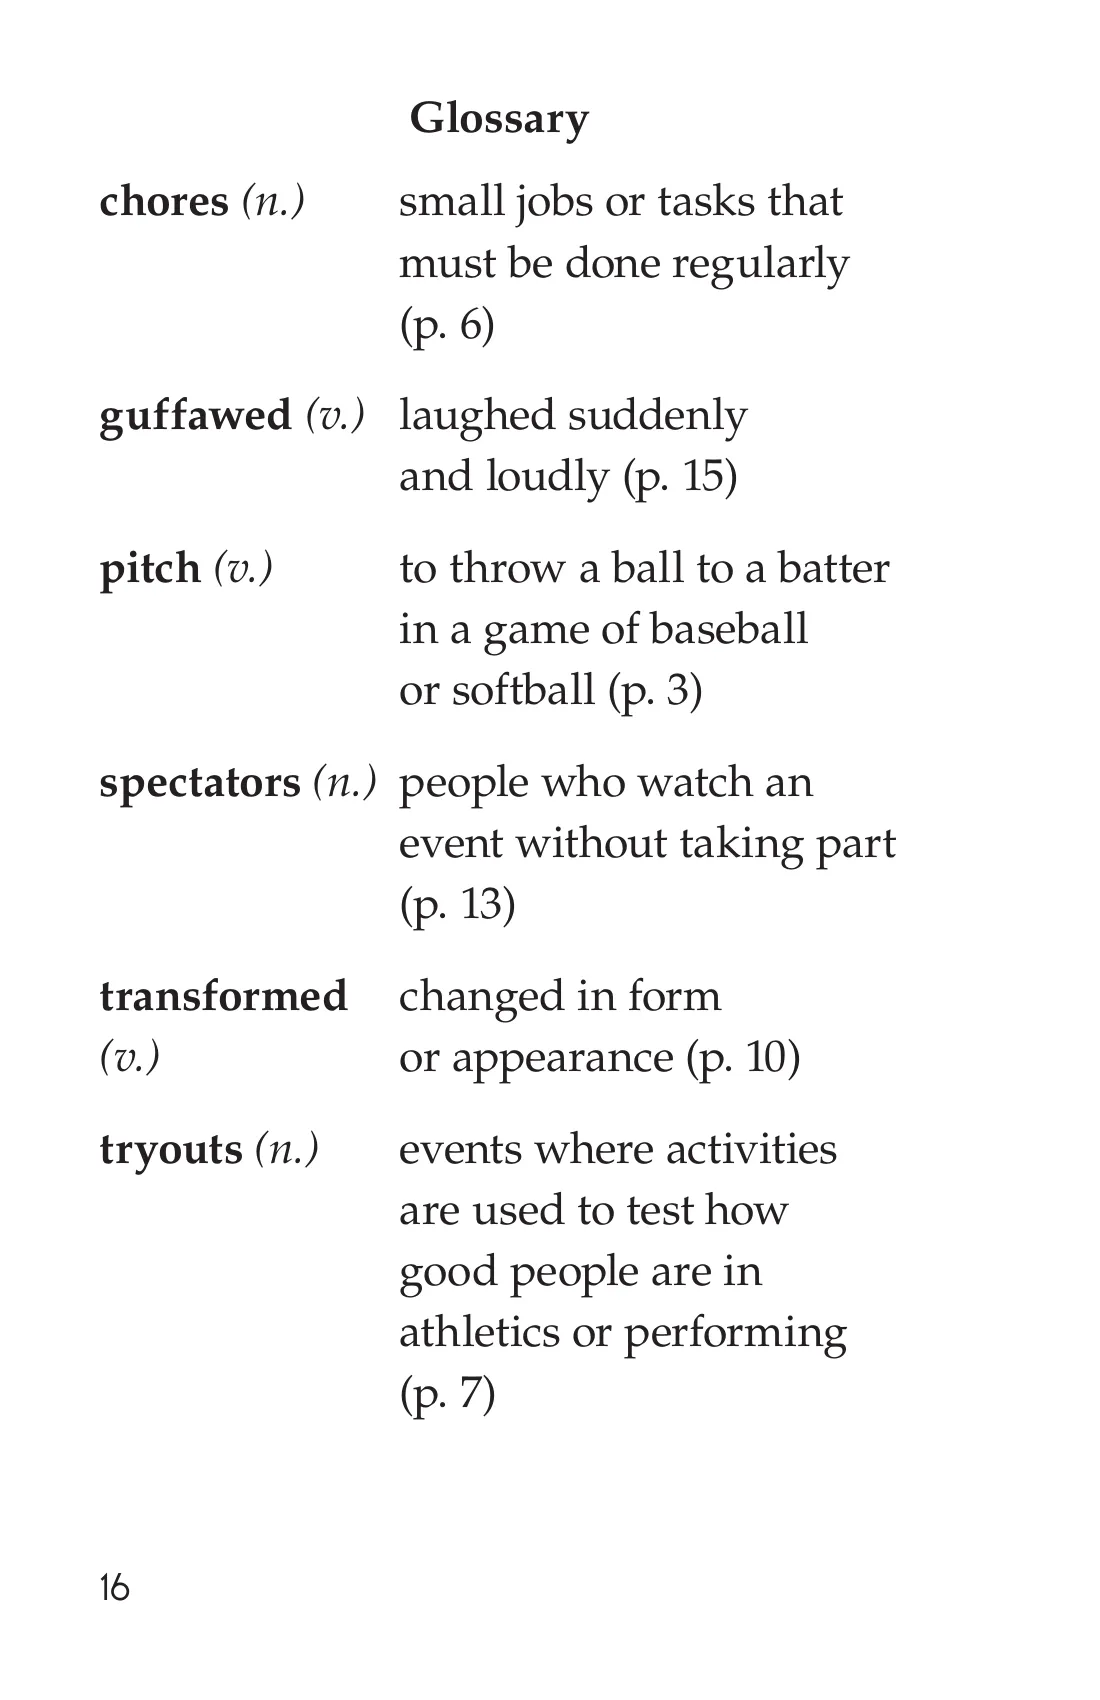 Glossary
chores (n.) small jobs or tasks that
must be done regularly
(p. 6)
guffawed (v.) laughed suddenly
and loudly (p. 15)
pitch (v.) to throw a ball to a batter
in a game of baseball
or softball (p. 3)
spectators (n.) people who watch an
event without taking part
(p. 13)
transformed changed in form
(v.) or appearance (p. 10)
tryouts (n.) events where activities
are used to test how
good people are in
athletics or performing
(p. 7)
16